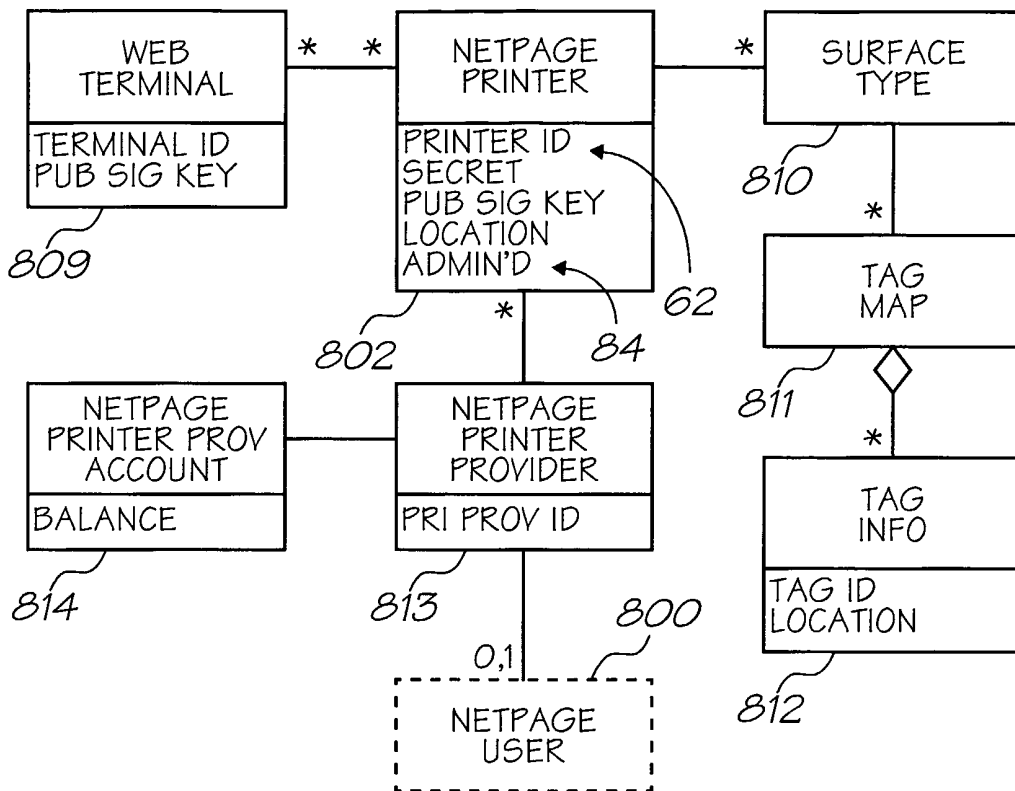 WEB
TERMINAL
TERMINAL ID
PUB SIG KEY
809
*
*
NETPAGE
PRINTER
PRINTER ID
SECRET
PUB SIG KEY
LOCATION
ADMIN'D
802
62
84
*
SURFACE
TYPE
810
*
TAG
MAP
811
*
TAG
INFO
TAG ID
LOCATION
812
*
NETPAGE
PRINTER PROV
ACCOUNT
BALANCE
814
NETPAGE
PRINTER
PROVIDER
PRI PROV ID
813
0,1
800
NETPAGE
USER